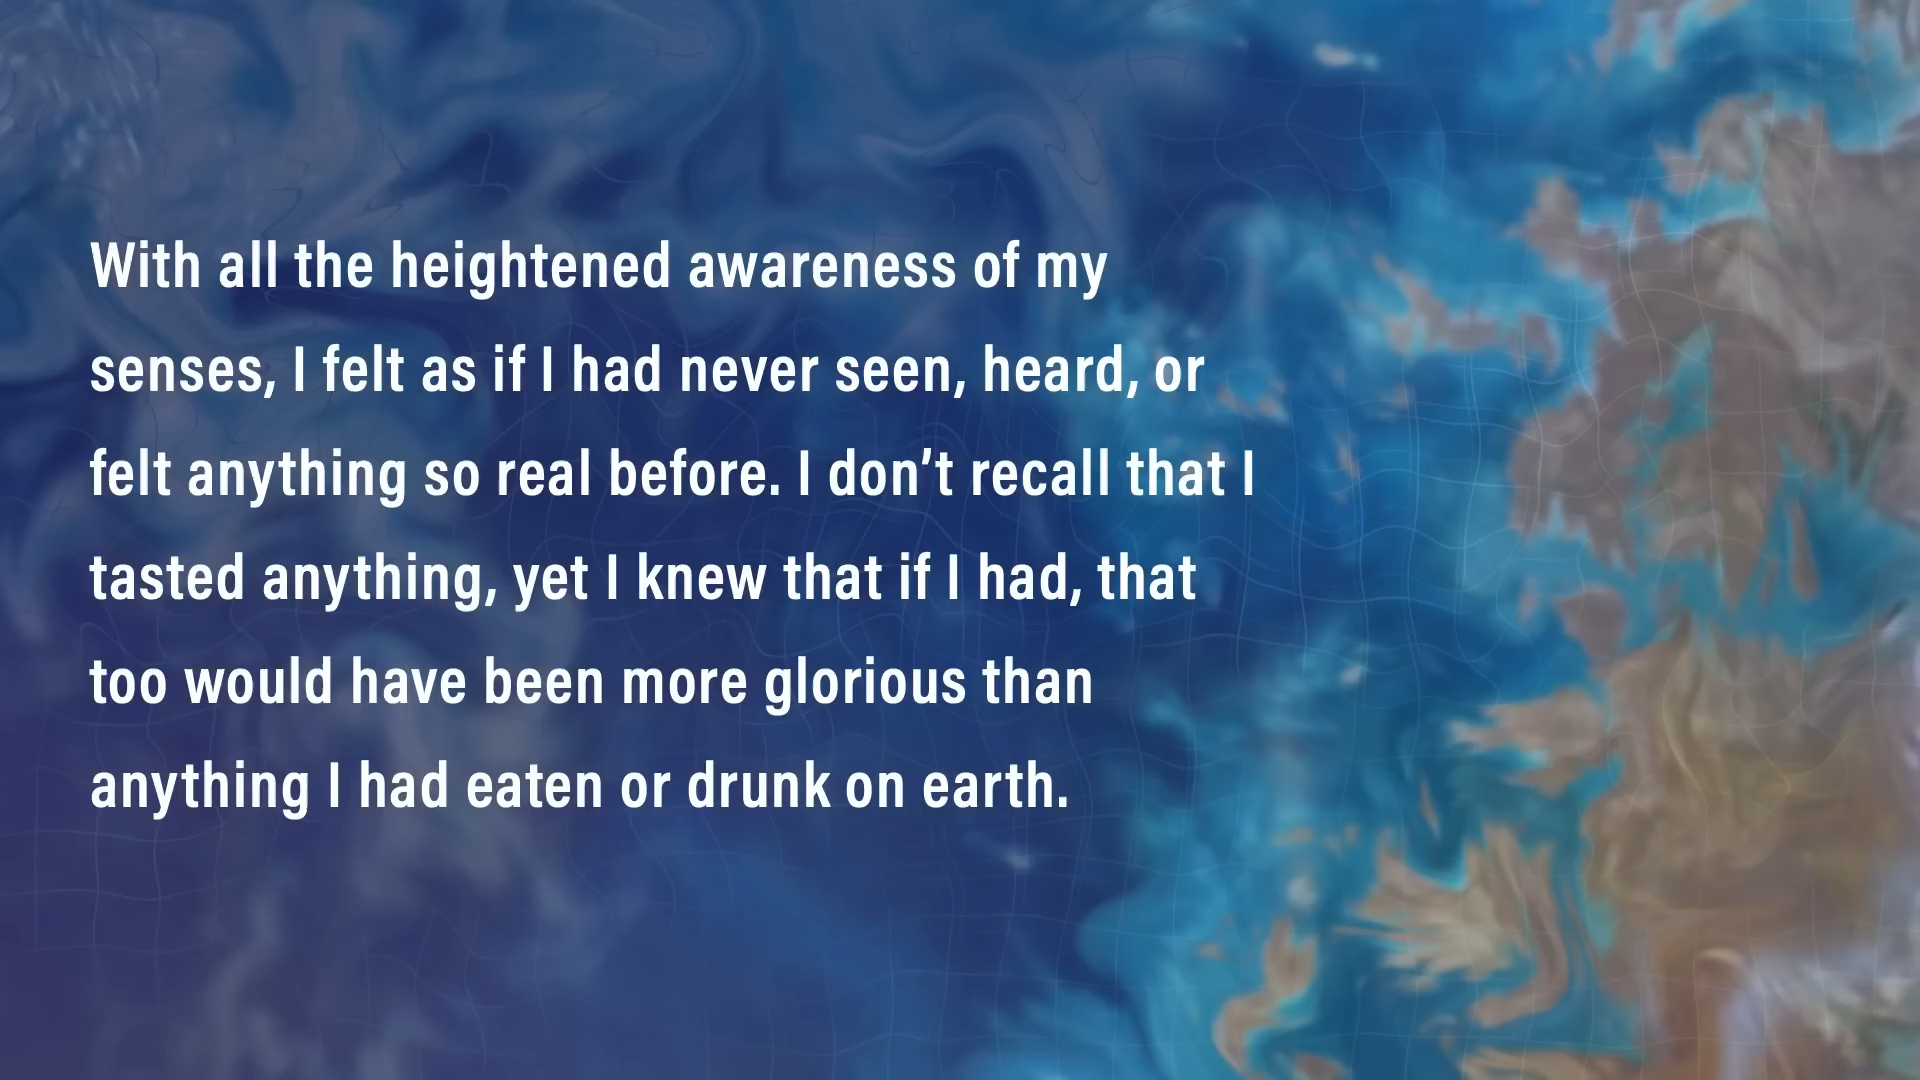 With all the heightened awareness of my
senses, I felt as if I had never seen, heard, or
felt anything so real before. I don’t recall that I
tasted anything, yet I knew that if I had, that
too would have been more glorious than
anything I had eaten or drunk on earth.